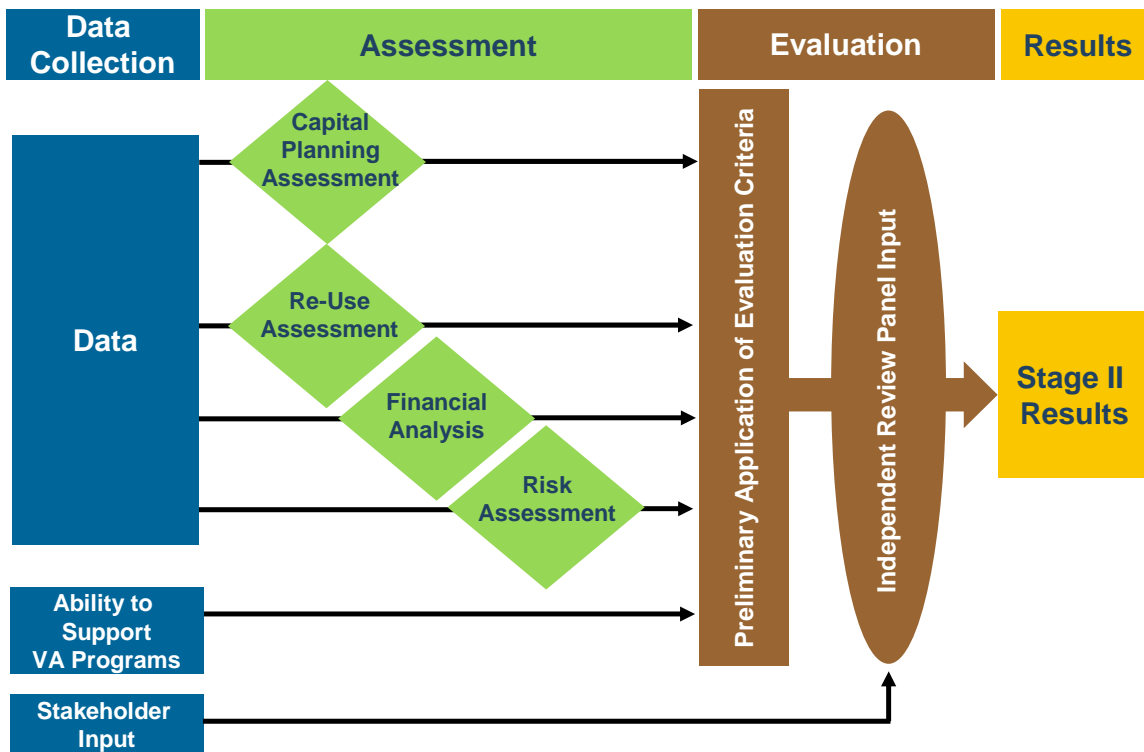 Data
Collection
Assessment
Evaluation
Results
Capital
Planning
Assessment
Data
Re-Use
Assessment
Financial
Analysis
Risk
Assessment
Preliminary Application of Evaluation Criteria
Independent Review Panel Input
Stage II
Results
Ability to
Support
VA Programs
Stakeholder
Input